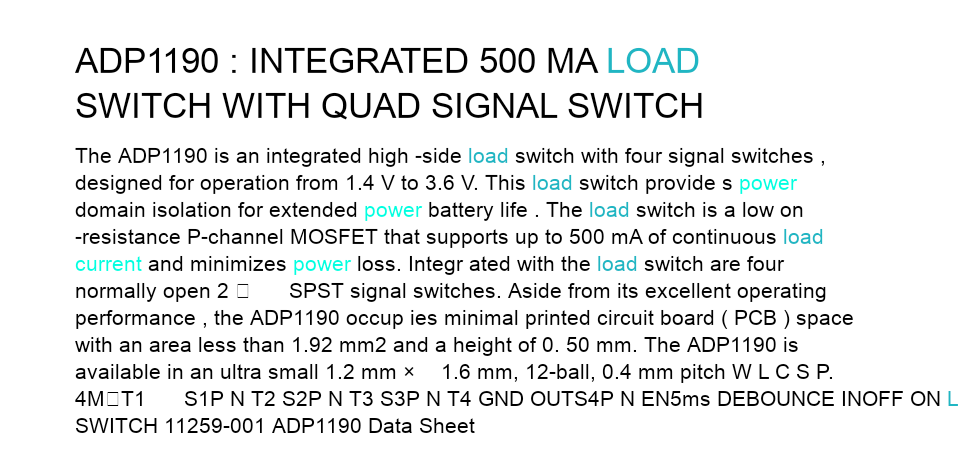 ADP1190 : INTEGRATED 500 MA LOAD
SWITCH WITH QUAD SIGNAL SWITCH
The ADP1190 is an integrated high -side load switch with four signal switches ,
designed for operation from 1.4 V to 3.6 V. This load switch provide s power
domain isolation for extended power battery life . The load switch is a low on
-resistance P-channel MOSFET that supports up to 500 mA of continuous load
current and minimizes power loss. Integr ated with the load switch are four
normally open 2 □ SPST signal switches. Aside from its excellent operating
performance , the ADP1190 occup ies minimal printed circuit board ( PCB ) space
with an area less than 1.92 mm2 and a height of 0. 50 mm. The ADP1190 is
available in an ultra small 1.2 mm × 1.6 mm, 12-ball, 0.4 mm pitch W L C S P.
4M□T1 S1P N T2 S2P N T3 S3P N T4 GND OUTS4P N EN5ms DEBOUNCE INOFF ON L
SWITCH 11259-001 ADP1190 Data Sheet